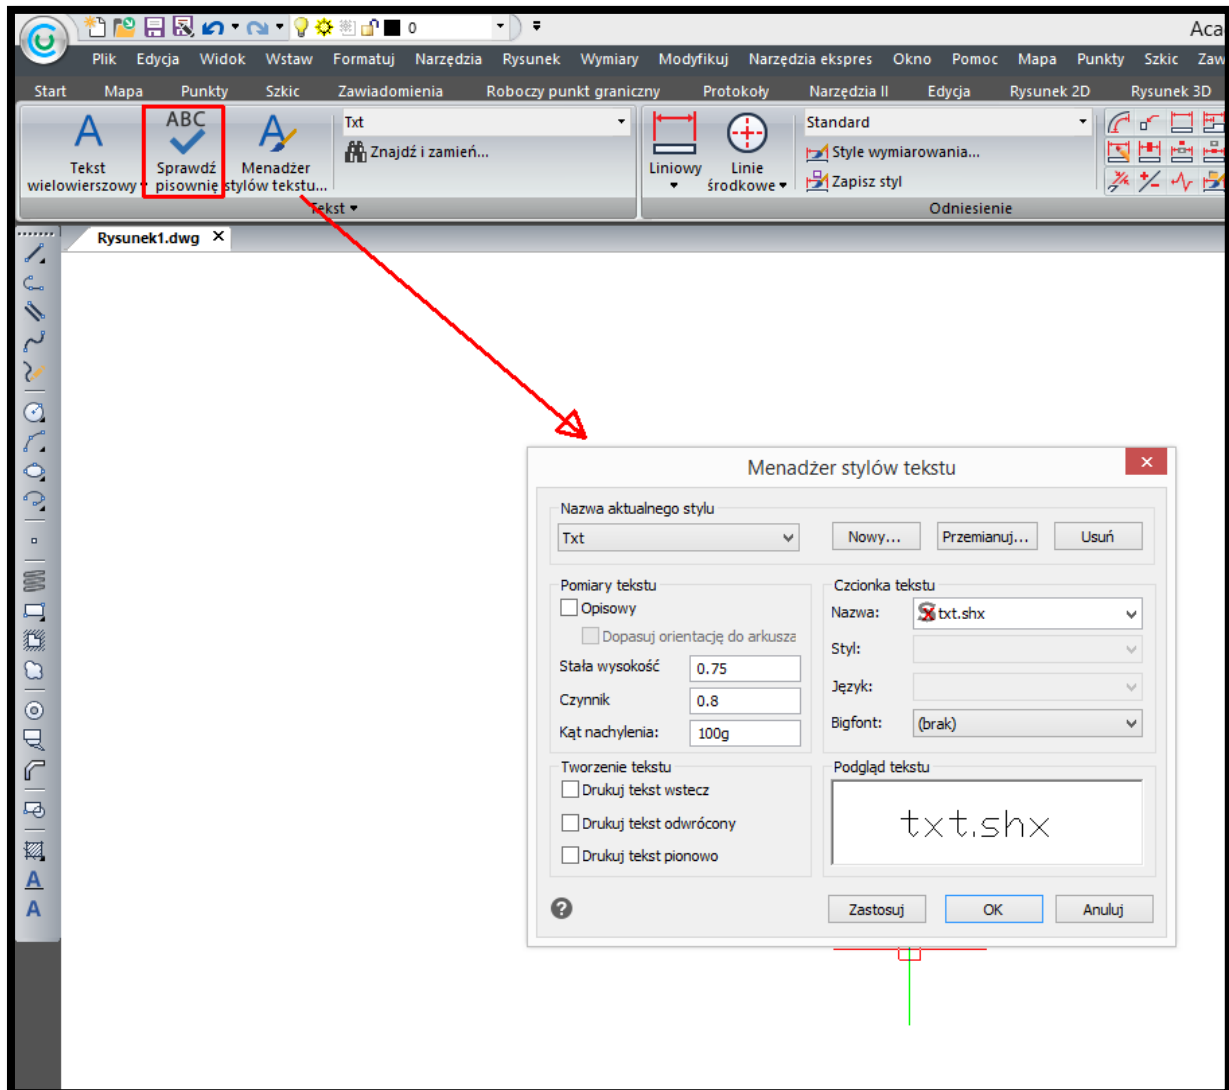 0
Aca
Plik Edycja Widok Wstaw Formatuj Narzędzia Rysunek Wymiary Modyfikuj Narzędzia ekspres Okno Pomoc Mapa Punkty Szkic Zaw
Start Mapa Punkty Szkic Zawiadomienia Roboczy punkt graniczny Protokoły Narzędzia II Edycja Rysunek 2D Rysunek 3D
A
Tekst
wielowierszowy
ABC
Sprawdź
pisownię
A
Menadżer
stylów tekstu...
Txt
Znajdź i zamień...
Tekst
Liniowy
Linie
środkowe
Standard
Style wymiarowania...
Zapisz styl
Odniesienie
Rysunek1.dwg X
A
A
Menadżer stylów tekstu
Nazwa aktualnego stylu
Txt
Nowy... Przemianuj... Usuń
Pomiary tekstu
Opisowy
Dopasuj orientację do arkusza
Stała wysokość 0.75
Czynnik 0.8
Kąt nachylenia: 100g
Czcionka tekstu
Nazwa: txt.shx
Styl:
Język:
Bigfont: (brak)
Tworzenie tekstu
Drukuj tekst wstecz
Drukuj tekst odwrócony
Drukuj tekst pionowo
Podgląd tekstu
txt.shx
?
Zastosuj OK Anuluj